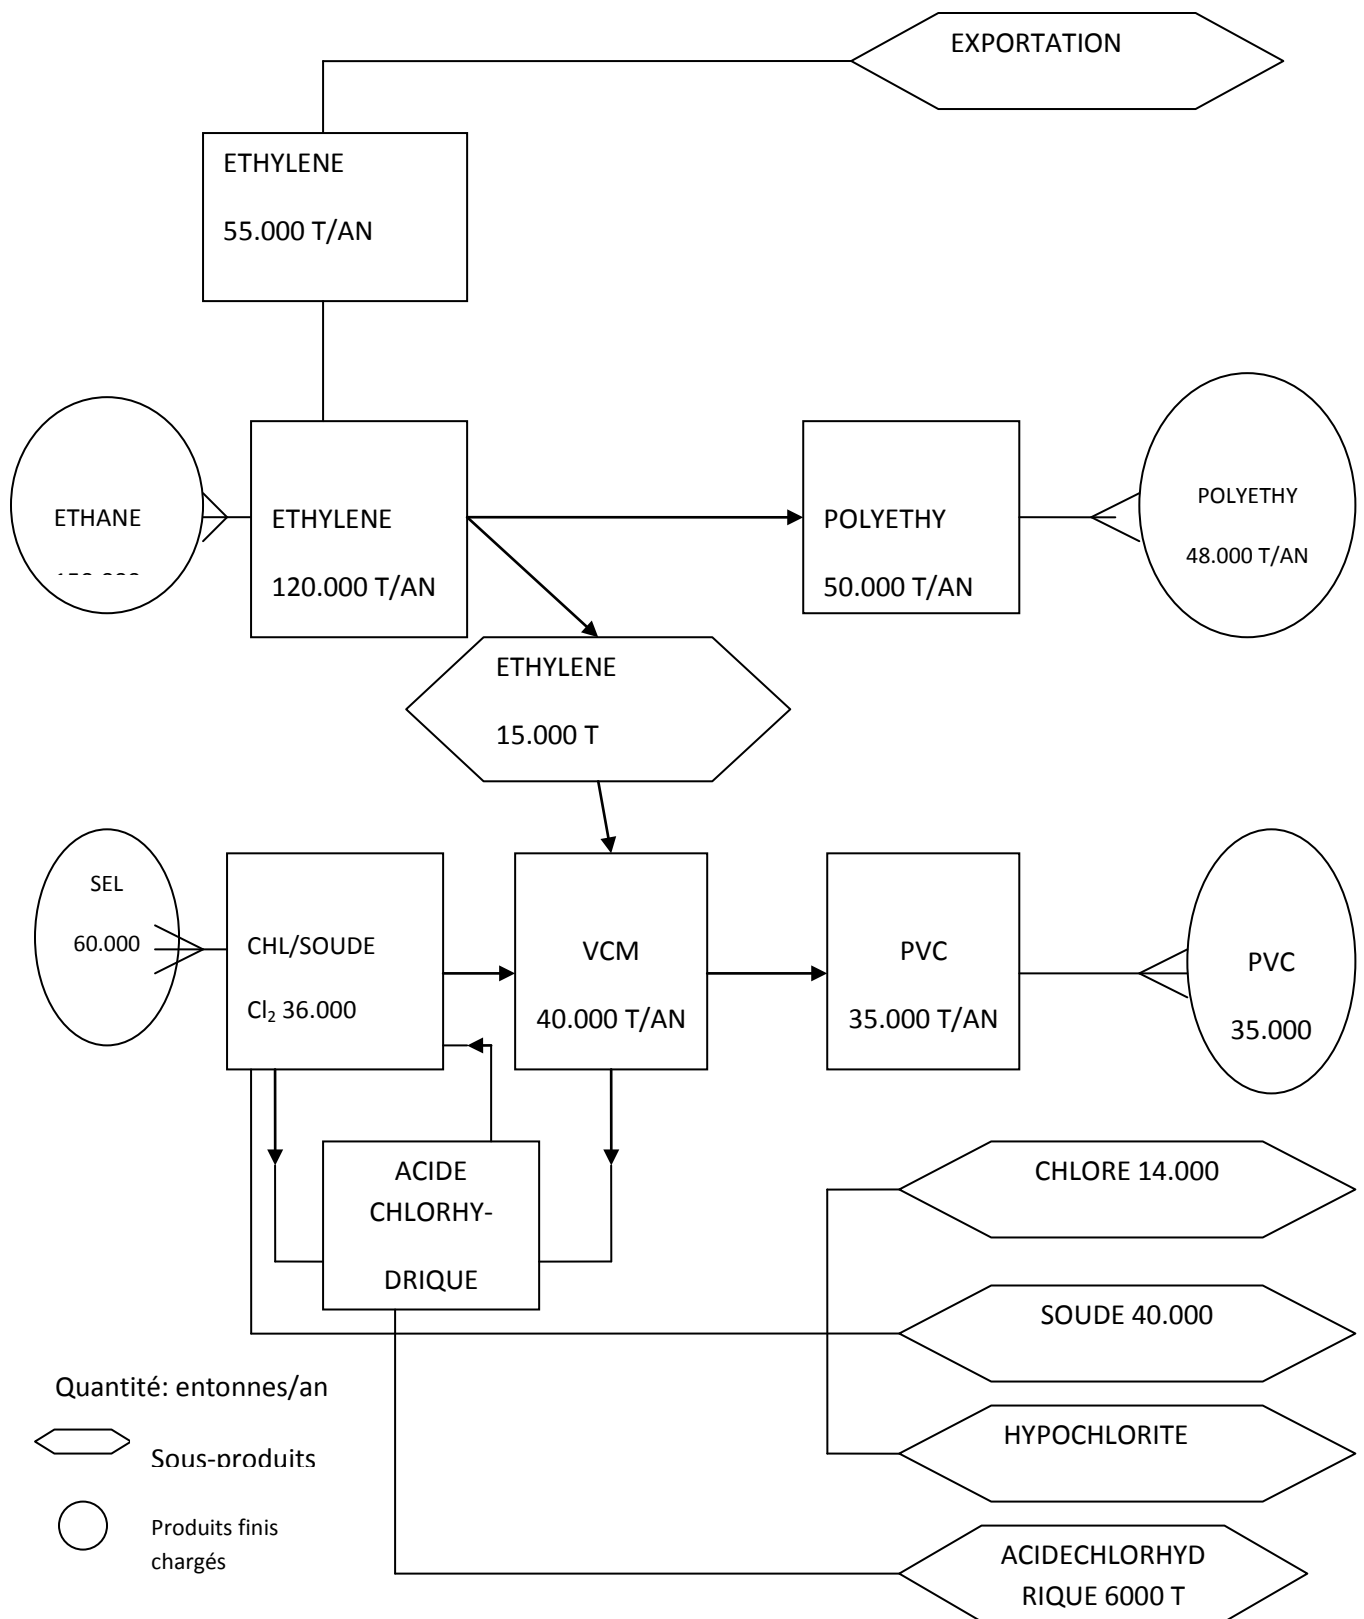 EXPORTATION
ETHYLENE
55.000 T/AN
ETHANE
ETHYLENE
120.000 T/AN
POLYETHY
50.000 T/AN
POLYETHY
48.000 T/AN
ETHYLENE
15.000 T
SEL
60.000
CHL/SOUDE
Cl₂ 36.000
VCM
40.000 T/AN
PVC
35.000 T/AN
PVC
35.000
ACIDE
CHLORHY-
DRIQUE
CHLORE 14.000
SOUDE 40.000
HYPOCHLORITE
ACIDECHLORHYD
RIQUE 6000 T
Quantité: entonnes/an
Sous-produits
Produits finis
chargés